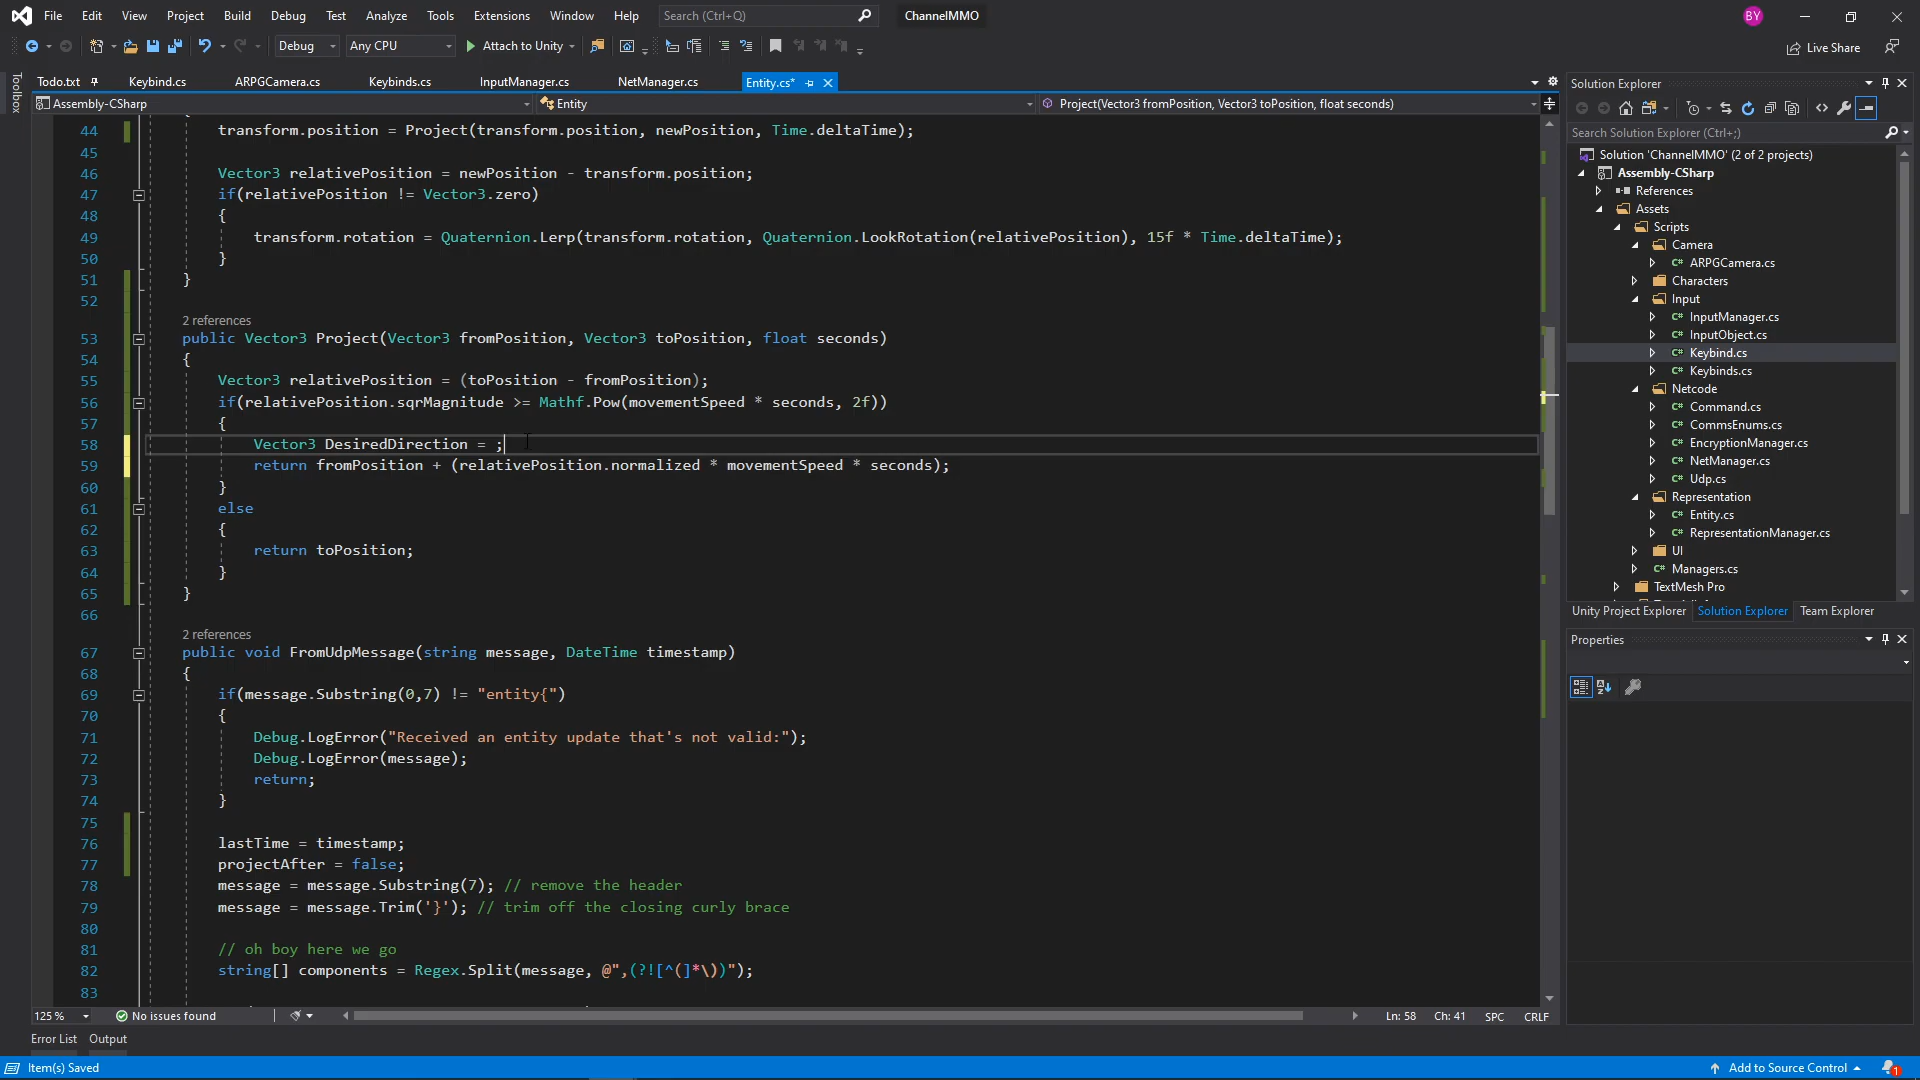 File Edit View Project Build Debug Test Analyze Tools Extensions Window Help Search (Ctrl+Q) ChannelMMO BY
Debug Any CPU Attach to Unity Live Share
Toolbox
Todo.txt Keybind.cs ARPGCamera.cs Keybinds.cs InputManager.cs NetManager.cs Entity.cs*
Assembly-CSharp Entity Project(Vector3 fromPosition, Vector3 toPosition, float seconds)
44 transform.position = Project(transform.position, newPosition, Time.deltaTime);
45
46 Vector3 relativePosition = newPosition - transform.position;
47 if(relativePosition != Vector3.zero)
48 {
49 transform.rotation = Quaternion.Lerp(transform.rotation, Quaternion.LookRotation(relativePosition), 15f * Time.deltaTime);
50 }
51 }
52
2 references
53 public Vector3 Project(Vector3 fromPosition, Vector3 toPosition, float seconds)
54 {
55 Vector3 relativePosition = (toPosition - fromPosition);
56 if(relativePosition.sqrMagnitude >= Mathf.Pow(movementSpeed * seconds, 2f))
57 {
58 Vector3 DesiredDirection = ;
59 return fromPosition + (relativePosition.normalized * movementSpeed * seconds);
60 }
61 else
62 {
63 return toPosition;
64 }
65 }
66
2 references
67 public void FromUdpMessage(string message, DateTime timestamp)
68 {
69 if(message.Substring(0,7) != "entity{")
70 {
71 Debug.LogError("Received an entity update that's not valid:");
72 Debug.LogError(message);
73 return;
74 }
75
76 lastTime = timestamp;
77 projectAfter = false;
78 message = message.Substring(7); // remove the header
79 message = message.Trim('}'); // trim off the closing curly brace
80
81 // oh boy here we go
82 string[] components = Regex.Split(message, @",(?![^(]*\))");
83
125 % No issues found Ln: 58 Ch: 41 SPC CRLF
Error List Output
Item(s) Saved Add to Source Control 1
Solution Explorer
Search Solution Explorer (Ctrl+;)
Solution 'ChannelMMO' (2 of 2 projects)
Assembly-CSharp
References
Assets
Scripts
Camera
C# ARPGCamera.cs
Characters
Input
C# InputManager.cs
C# InputObject.cs
C# Keybind.cs
C# Keybinds.cs
Netcode
C# Command.cs
C# CommsEnums.cs
C# EncryptionManager.cs
C# NetManager.cs
C# Udp.cs
Representation
C# Entity.cs
C# RepresentationManager.cs
UI
C# Managers.cs
TextMesh Pro
Unity Project Explorer Solution Explorer Team Explorer
Properties